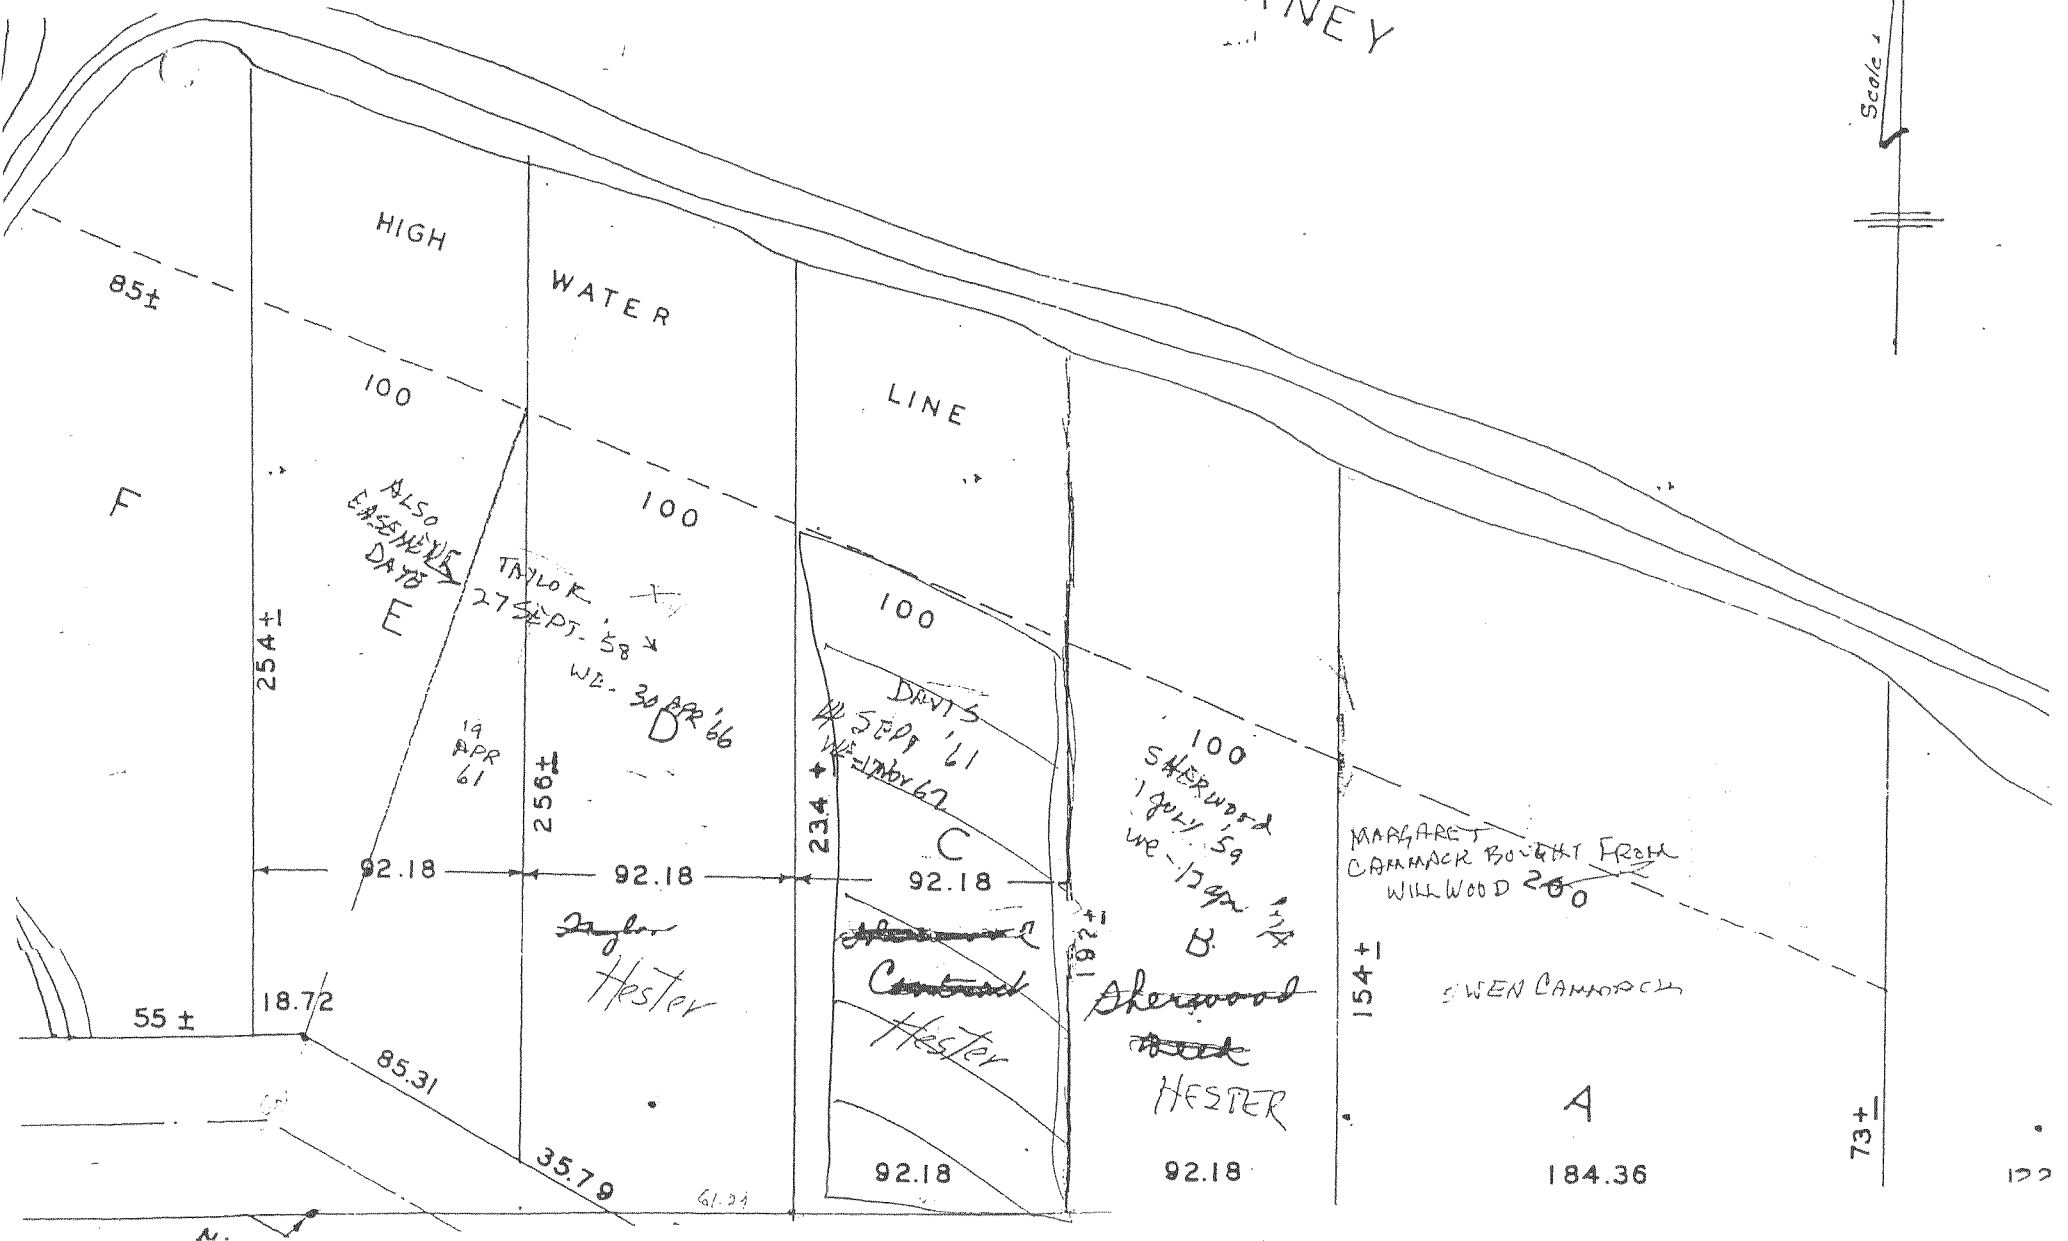 NEY
Scale
HIGH
WATER
LINE
85±
100
100
100
100
F
ALSO
EASEMENT
DATE
E
TAYLOR
27 SEPT. '58
WD - 30 APR '66
D
19
APR
61
DAVIS
SEPT '61
C
SHERWOOD
1 JULY '59
B
MARGARET
CAMMACK BOUGHT FROM
WILLWOOD
OWEN CAMMACK
A
254±
256±
234±
192±
154±
73±
92.18
92.18
92.18
Taylor
Hester
Hester
Sherwood
HESTER
55±
18.72
85.31
35.79
92.18
92.18
184.36
122
N.